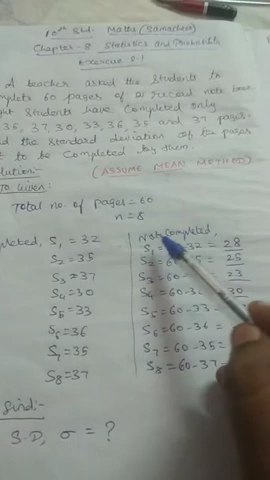 10th Std. Maths (Samacheer)
Chapter-8 Statistics and Probability
Exercise 8.1
A teacher asked the students to
complete 60 pages of a record note book.
students have completed only
35, 37, 30, 33, 36, 35 and 37 pages.
the standard deviation of the pages
to be completed by them.
(ASSUME MEAN METHOD)
Given:
Total no. of pages = 60
n = 8
S1 = 32
S2 = 35
S3 = 37
S4 = 30
S5 = 33
S6 = 36
S7 = 35
S8 = 37
Not completed,
S1 = 32 = 28
S2 = 60 = 25
S3 = 60 = 23
S4 = 60-30 = 30
S5 = 60-33 =
S6 = 60-36 =
S7 = 60-35 =
S8 = 60-37 =
find:-
S.D, σ = ?